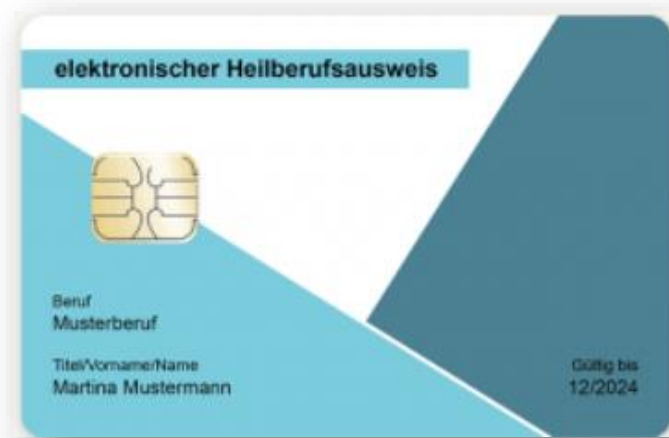 elektronischer Heilberufsausweis
Beruf
Musterberuf
Titel/Vorname/Name
Martina Mustermann
Gültig bis
12/2024